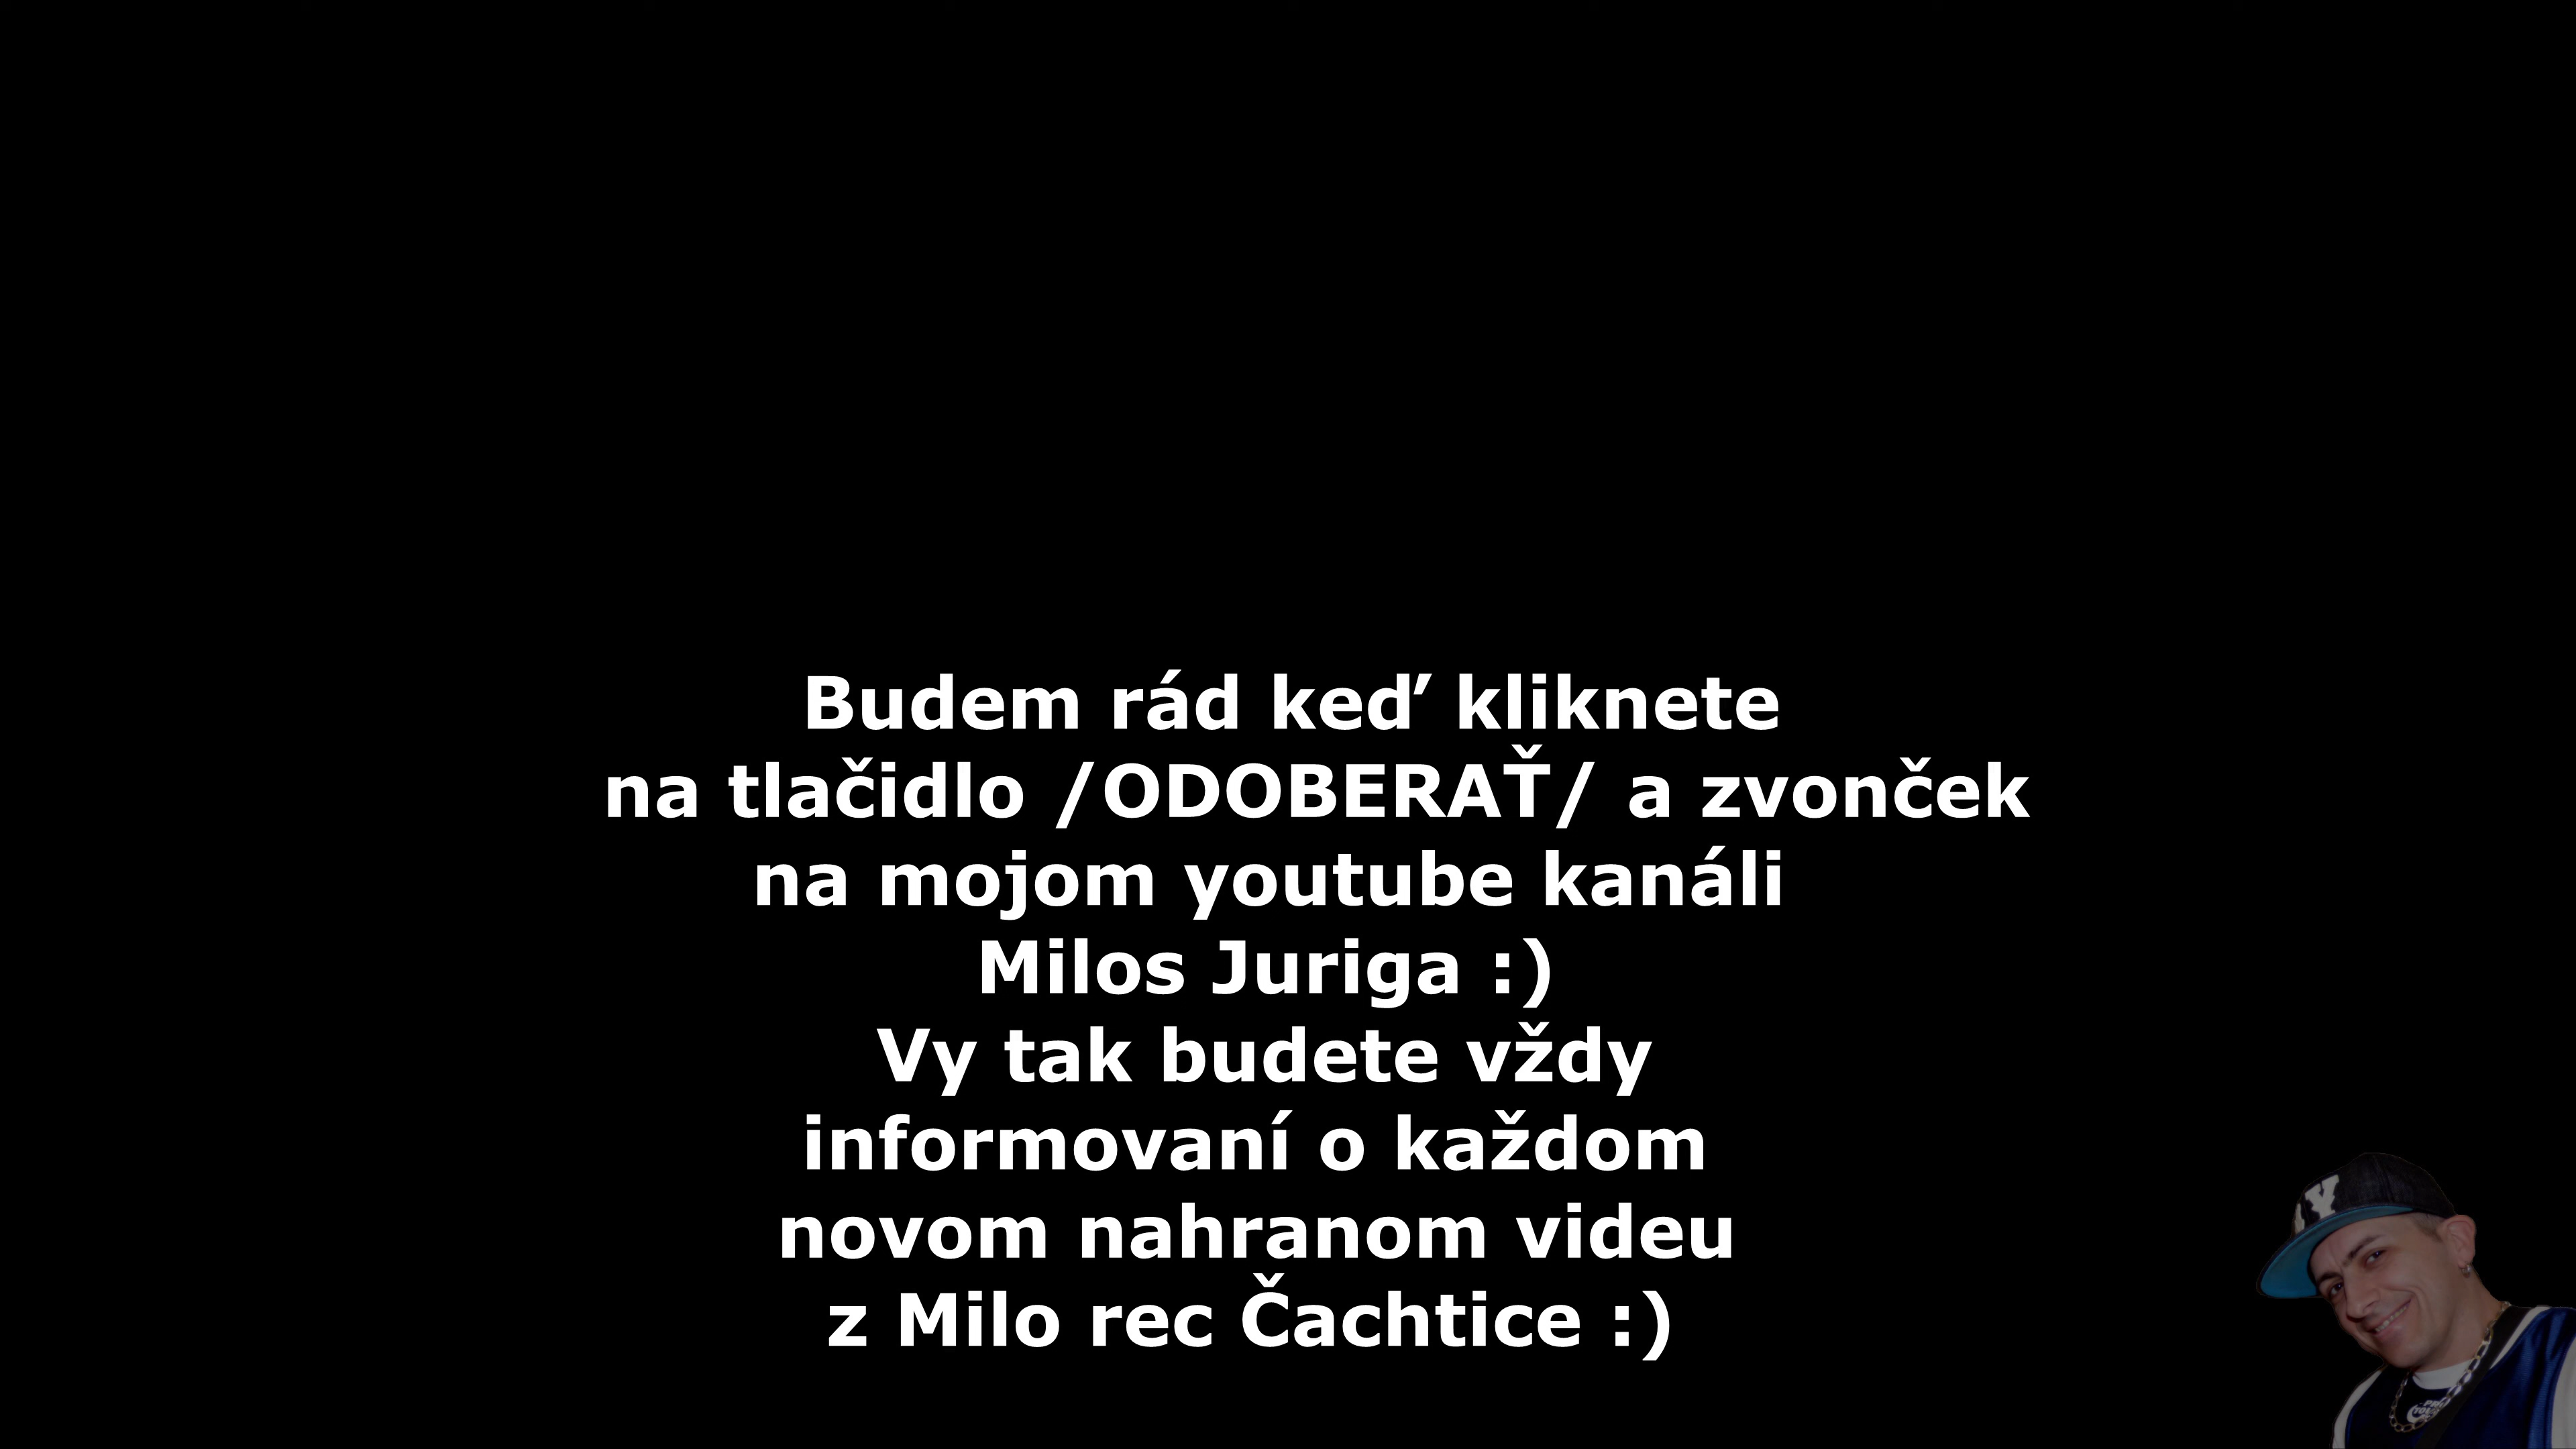 Budem rád keď kliknete
na tlačidlo /ODOBERAŤ/ a zvonček
na mojom youtube kanáli
Milos Juriga :)
Vy tak budete vždy
informovaní o každom
novom nahranom videu
z Milo rec Čachtice :)